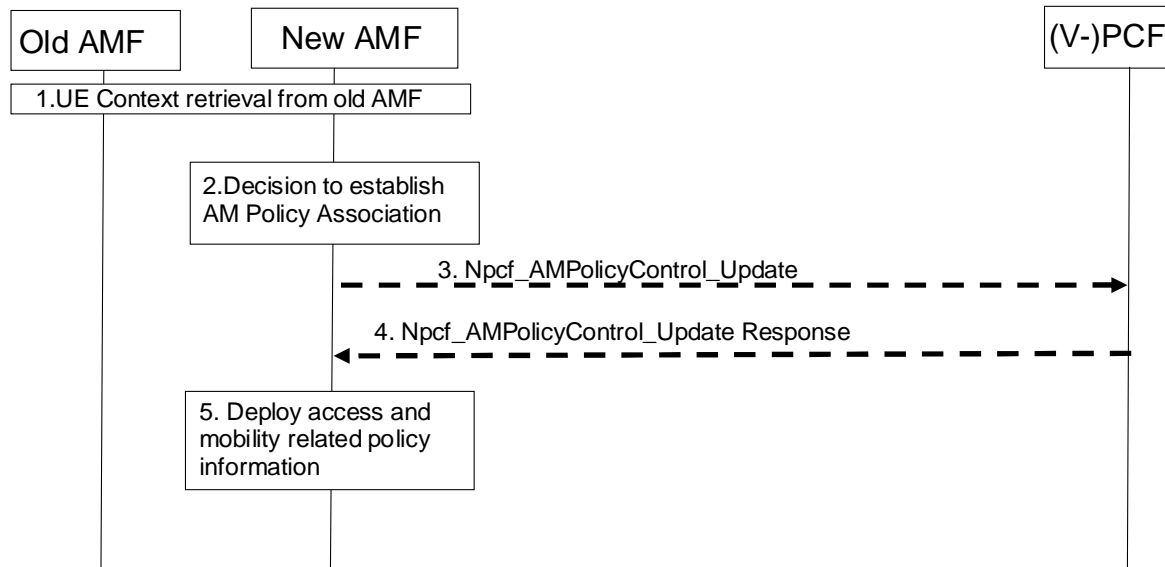 Old AMF
New AMF
(V-)PCF
1.UE Context retrieval from old AMF
2.Decision to establish
AM Policy Association
3. Npcf_AMPolicyControl_Update
4. Npcf_AMPolicyControl_Update Response
5. Deploy access and
mobility related policy
information